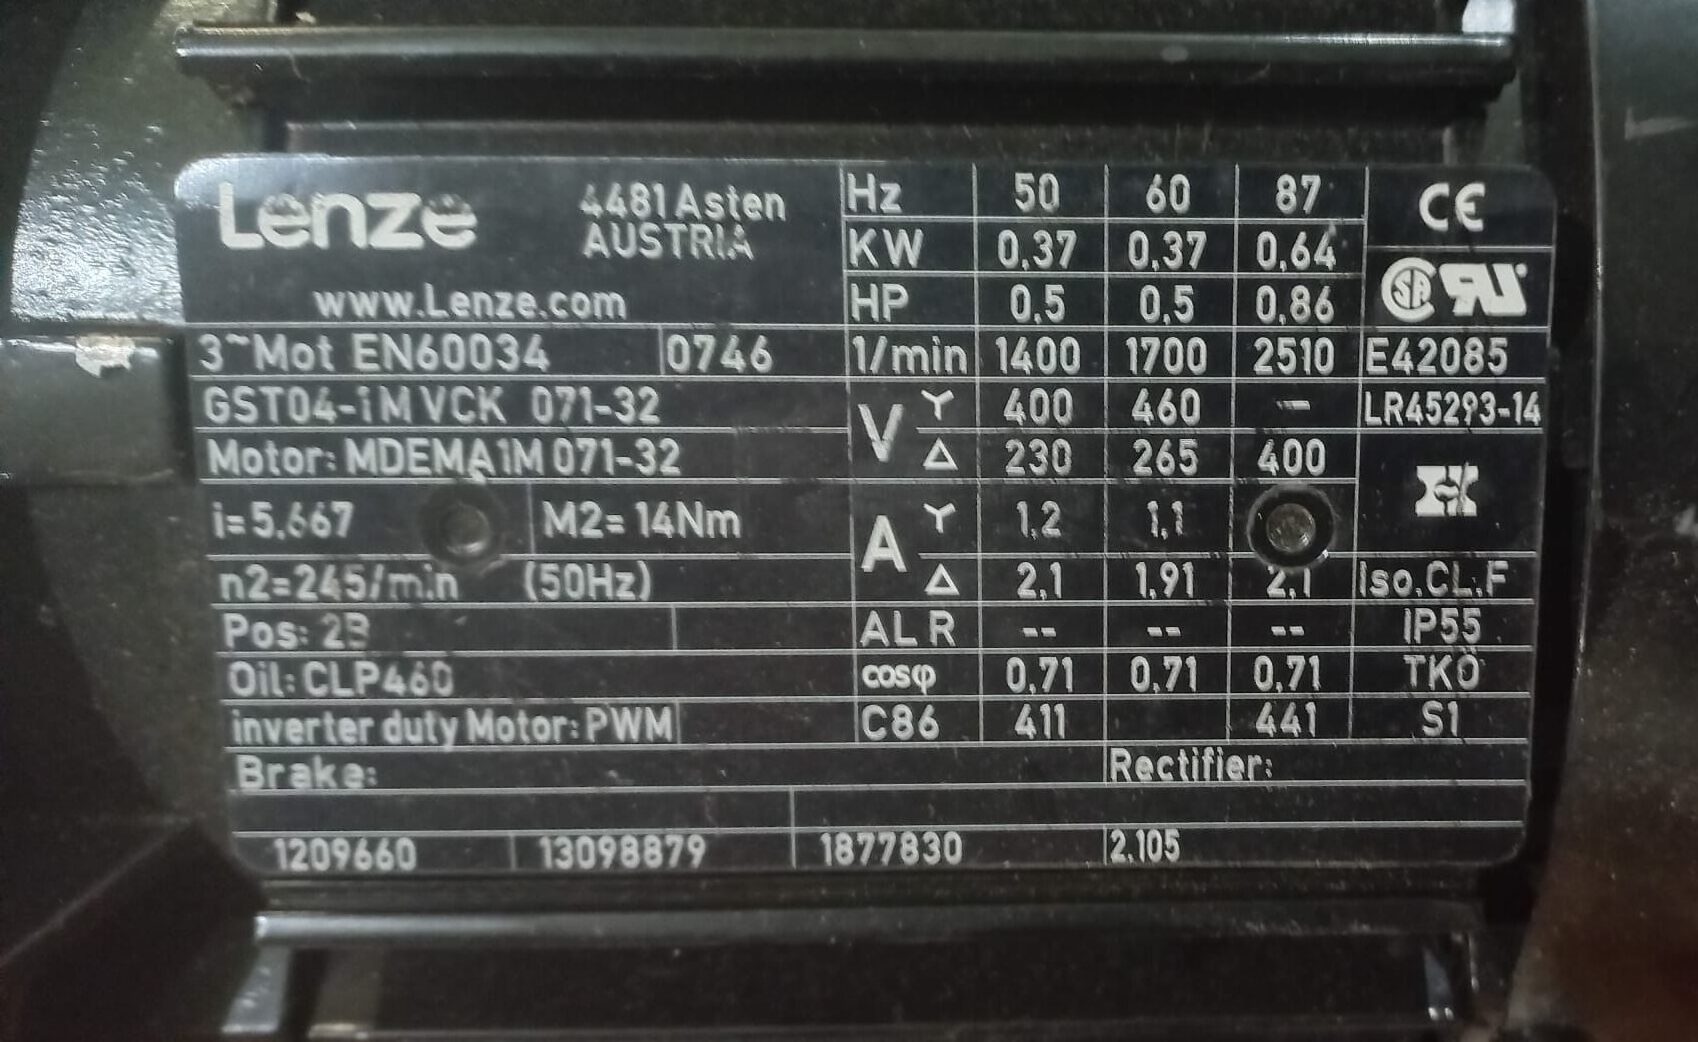 Lenze
4481 Asten
AUSTRIA
www.Lenze.com
Hz 50 60 87 CE
KW 0,37 0,37 0,64
HP 0,5 0,5 0,86
3~Mot EN60034 0746 1/min 1400 1700 2510 E42085
GST04-1M VCK 071-32 V Y 400 460 -- LR45293-14
Motor: MDEMA1M 071-32 Δ 230 265 400
i=5,667 M2= 14Nm A Y 1,2 1,1
n2=245/min (50Hz) Δ 2,1 1,91 2,1 Iso.CL.F
Pos: 2B ALR -- -- -- IP55
Oil: CLP460 cosφ 0,71 0,71 0,71 TKO
inverter duty Motor: PWM C86 411 441 S1
Brake: Rectifier:
1209660 13098879 1877830 2.105